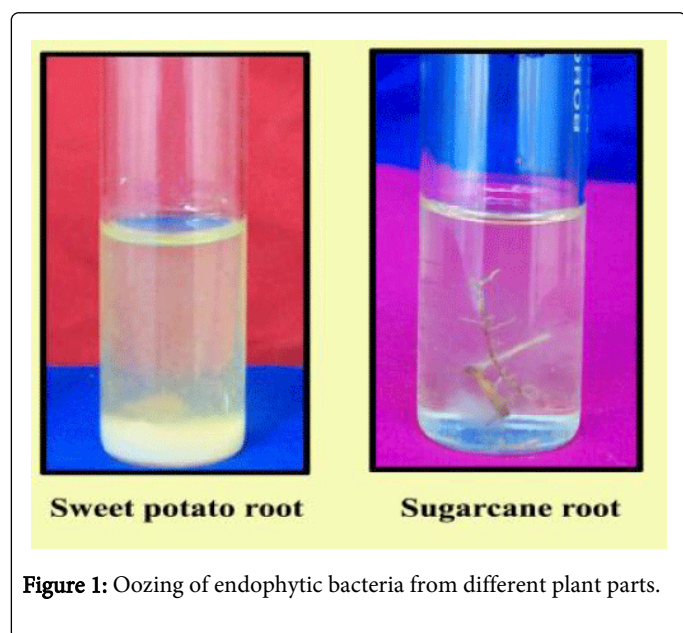 Sweet potato root
Sugarcane root
Figure 1: Oozing of endophytic bacteria from different plant parts.